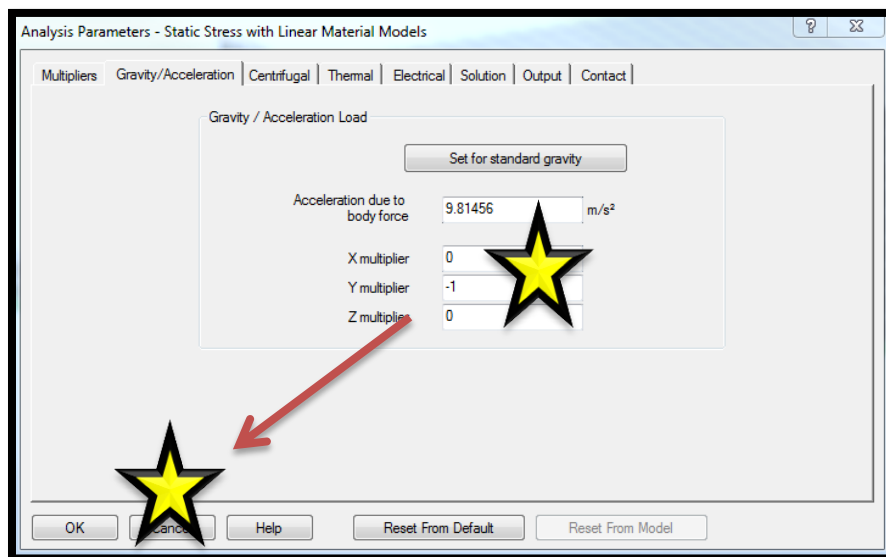 Analysis Parameters - Static Stress with Linear Material Models
Multipliers Gravity/Acceleration Centrifugal Thermal Electrical Solution Output Contact
Gravity / Acceleration Load
Set for standard gravity
Acceleration due to
body force 9.81456 m/s²
X multiplier 0
Y multiplier -1
Z multiplier 0
OK Cancel Help Reset From Default Reset From Model